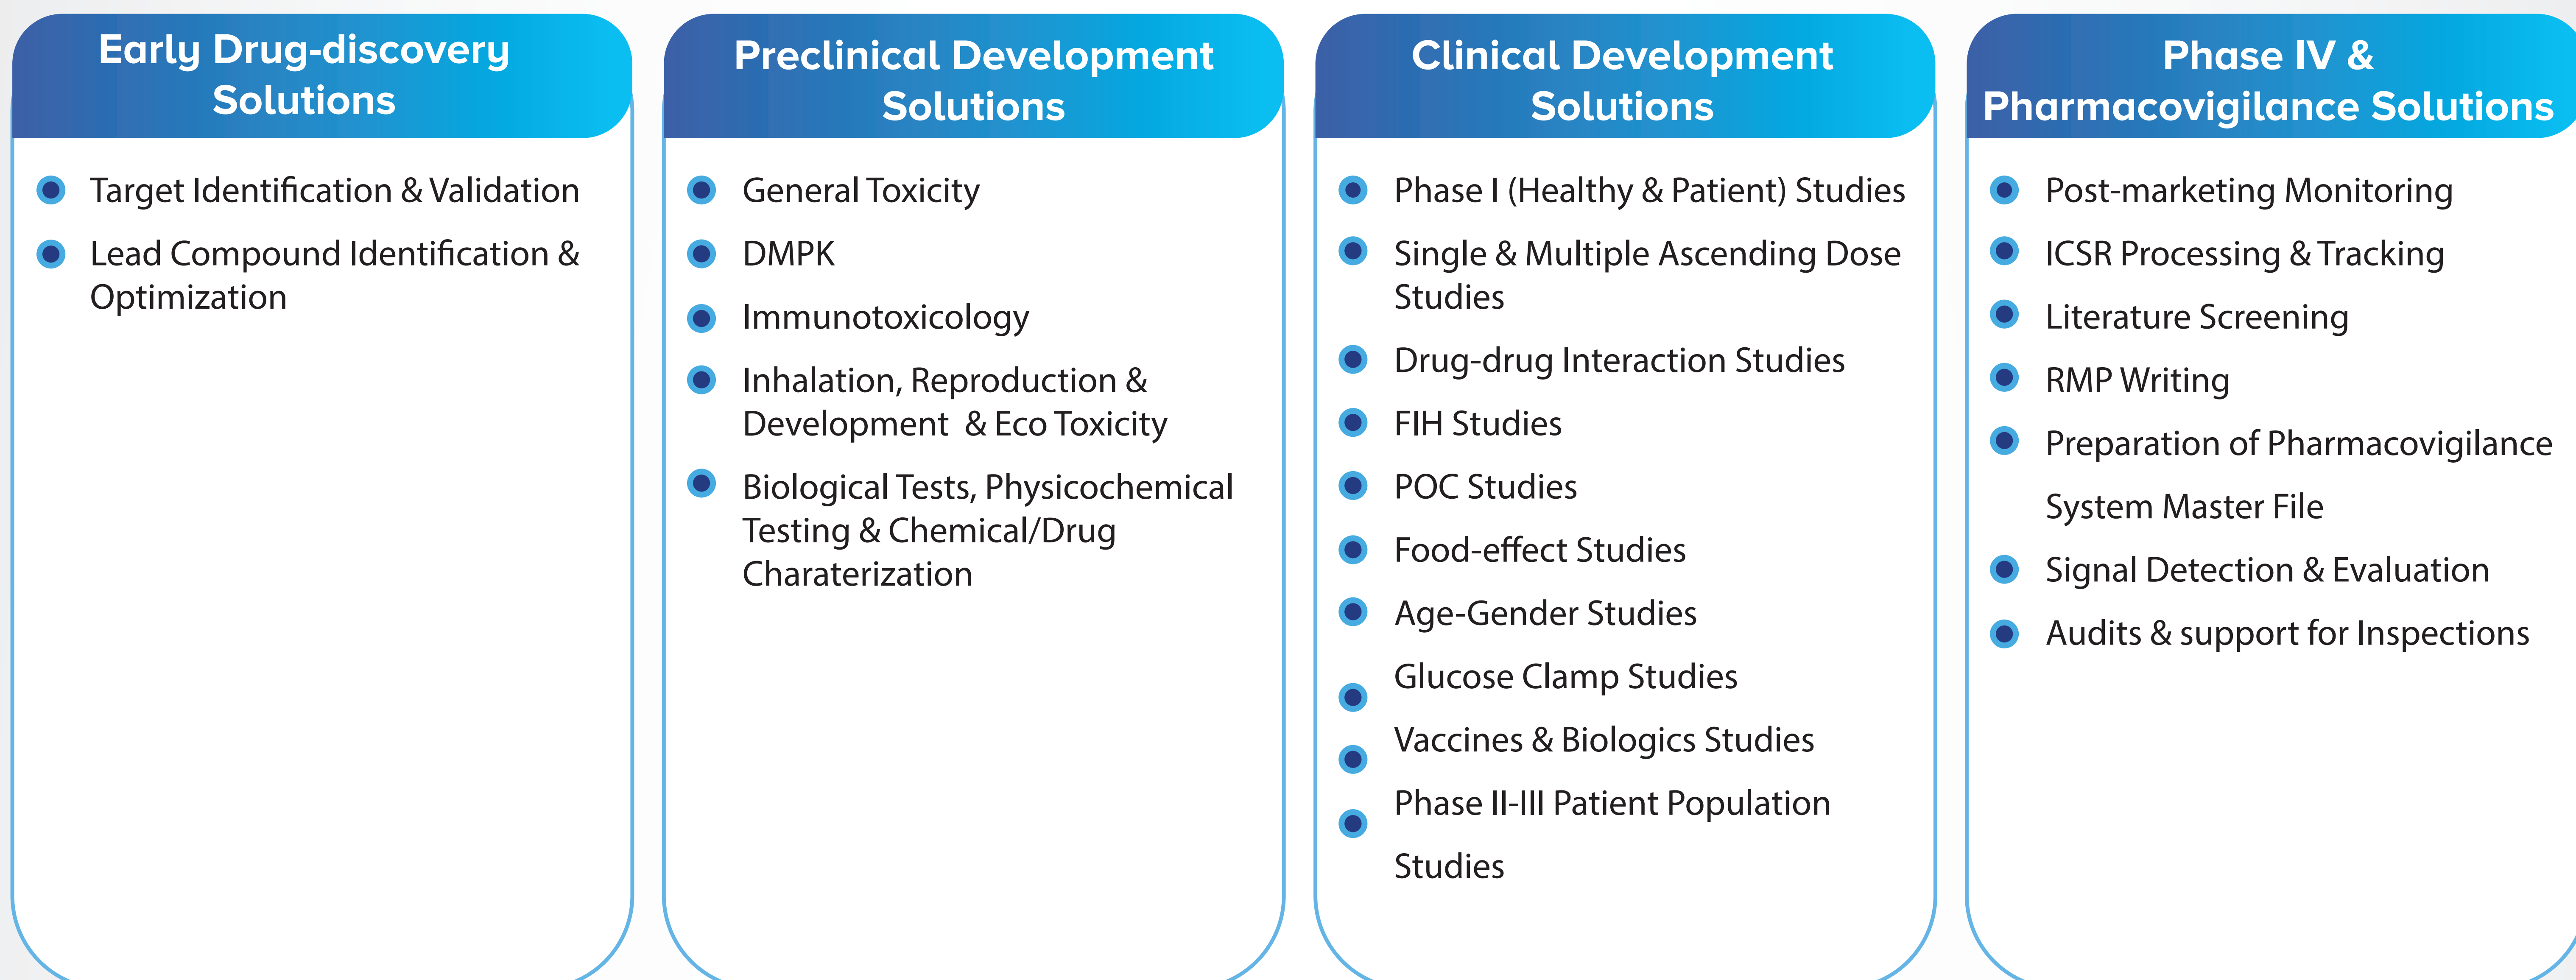 Early Drug-discovery
Solutions
Target Identification & Validation
Lead Compound Identification &
Optimization
Preclinical Development
Solutions
General Toxicity
DMPK
Immunotoxicology
Inhalation, Reproduction &
Development & Eco Toxicity
Biological Tests, Physicochemical
Testing & Chemical/Drug
Charaterization
Clinical Development
Solutions
Phase I (Healthy & Patient) Studies
Single & Multiple Ascending Dose
Studies
Drug-drug Interaction Studies
FIH Studies
POC Studies
Food-effect Studies
Age-Gender Studies
Glucose Clamp Studies
Vaccines & Biologics Studies
Phase II-III Patient Population
Studies
Phase IV &
Pharmacovigilance Solutions
Post-marketing Monitoring
ICSR Processing & Tracking
Literature Screening
RMP Writing
Preparation of Pharmacovigilance
System Master File
Signal Detection & Evaluation
Audits & support for Inspections